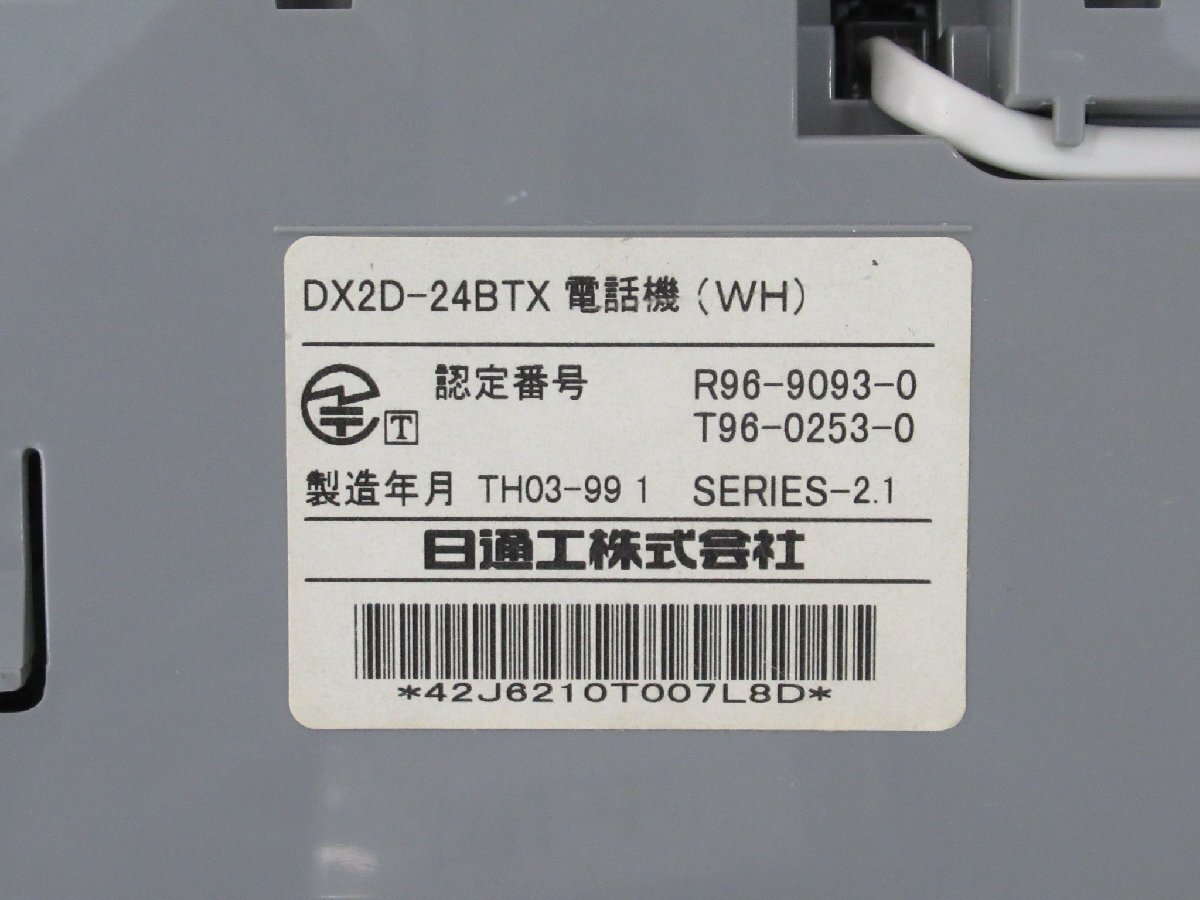 DX2D-24BTX 電話機 (WH)
T
認定番号 R96-9093-0
T96-0253-0
製造年月 TH03-99 1 SERIES-2.1
日通工株式会社
*42J6210T007L8D*